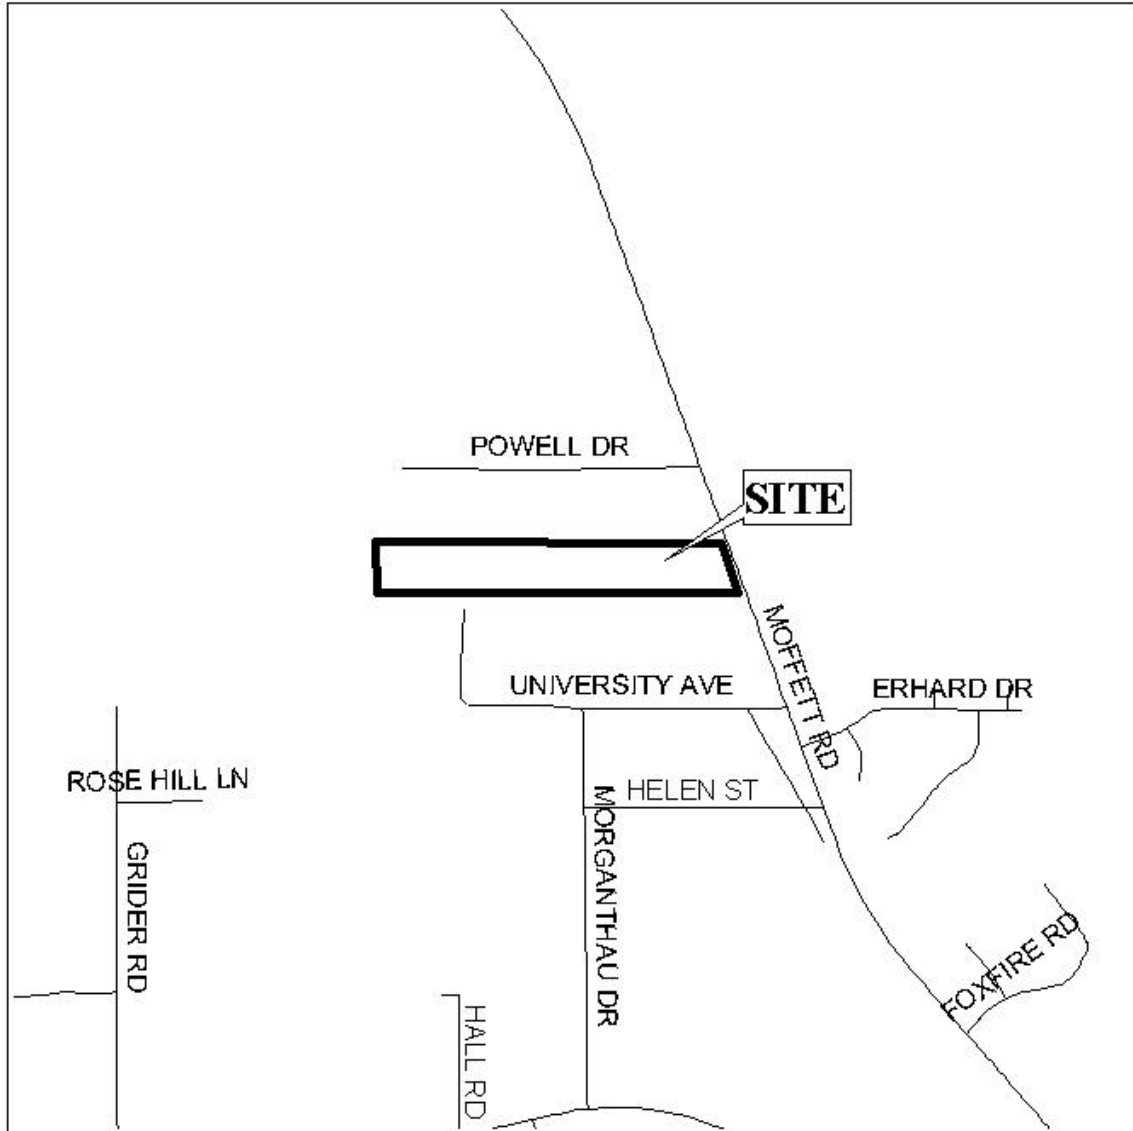 POWELL DR
SITE
MOFFETT RD
UNIVERSITY AVE
ERHARD DR
ROSE HILL LN
HELEN ST
MORGANTHAU DR
GRIDER RD
FOXFIRE RD
HALL RD